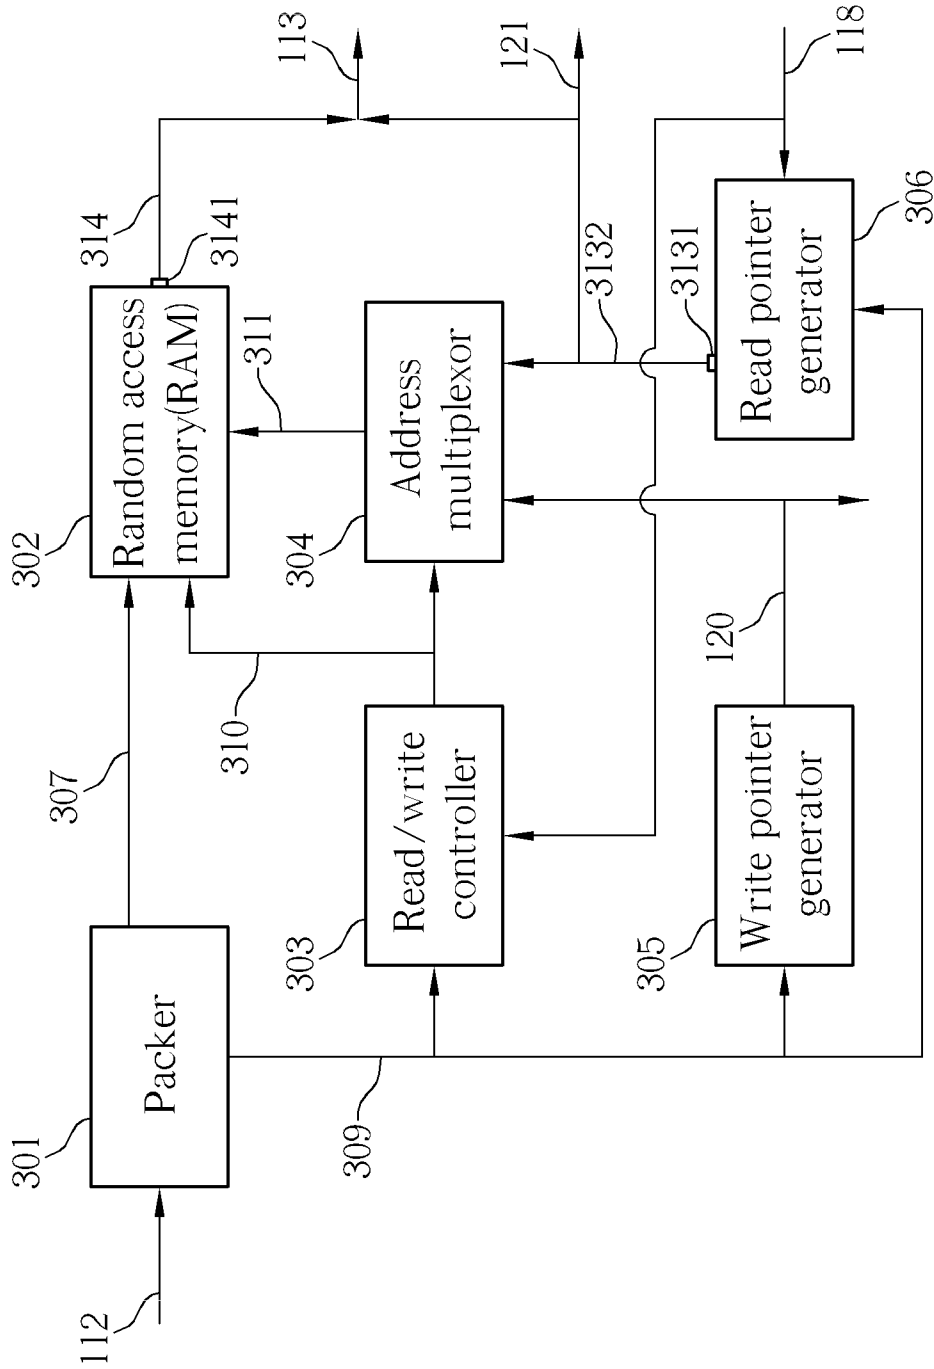 112
301
Packer
307
302
Random access
memory(RAM)
314
3141
113
309
310
311
303
Read/write
controller
304
Address
multiplexor
3132
121
305
Write pointer
generator
120
3131
Read pointer
generator
306
118